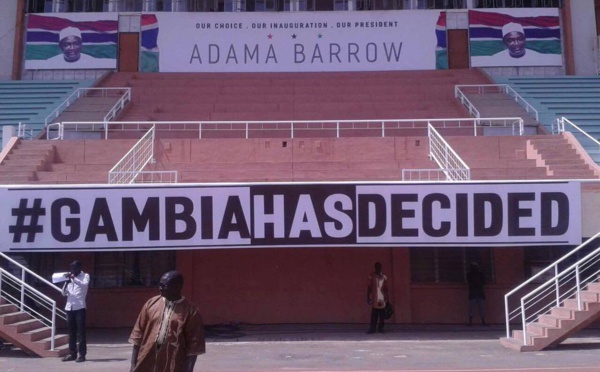 OUR CHOICE . OUR INAUGURATION . OUR PRESIDENT
ADAMA BARROW
#GAMBIAHASDECIDED